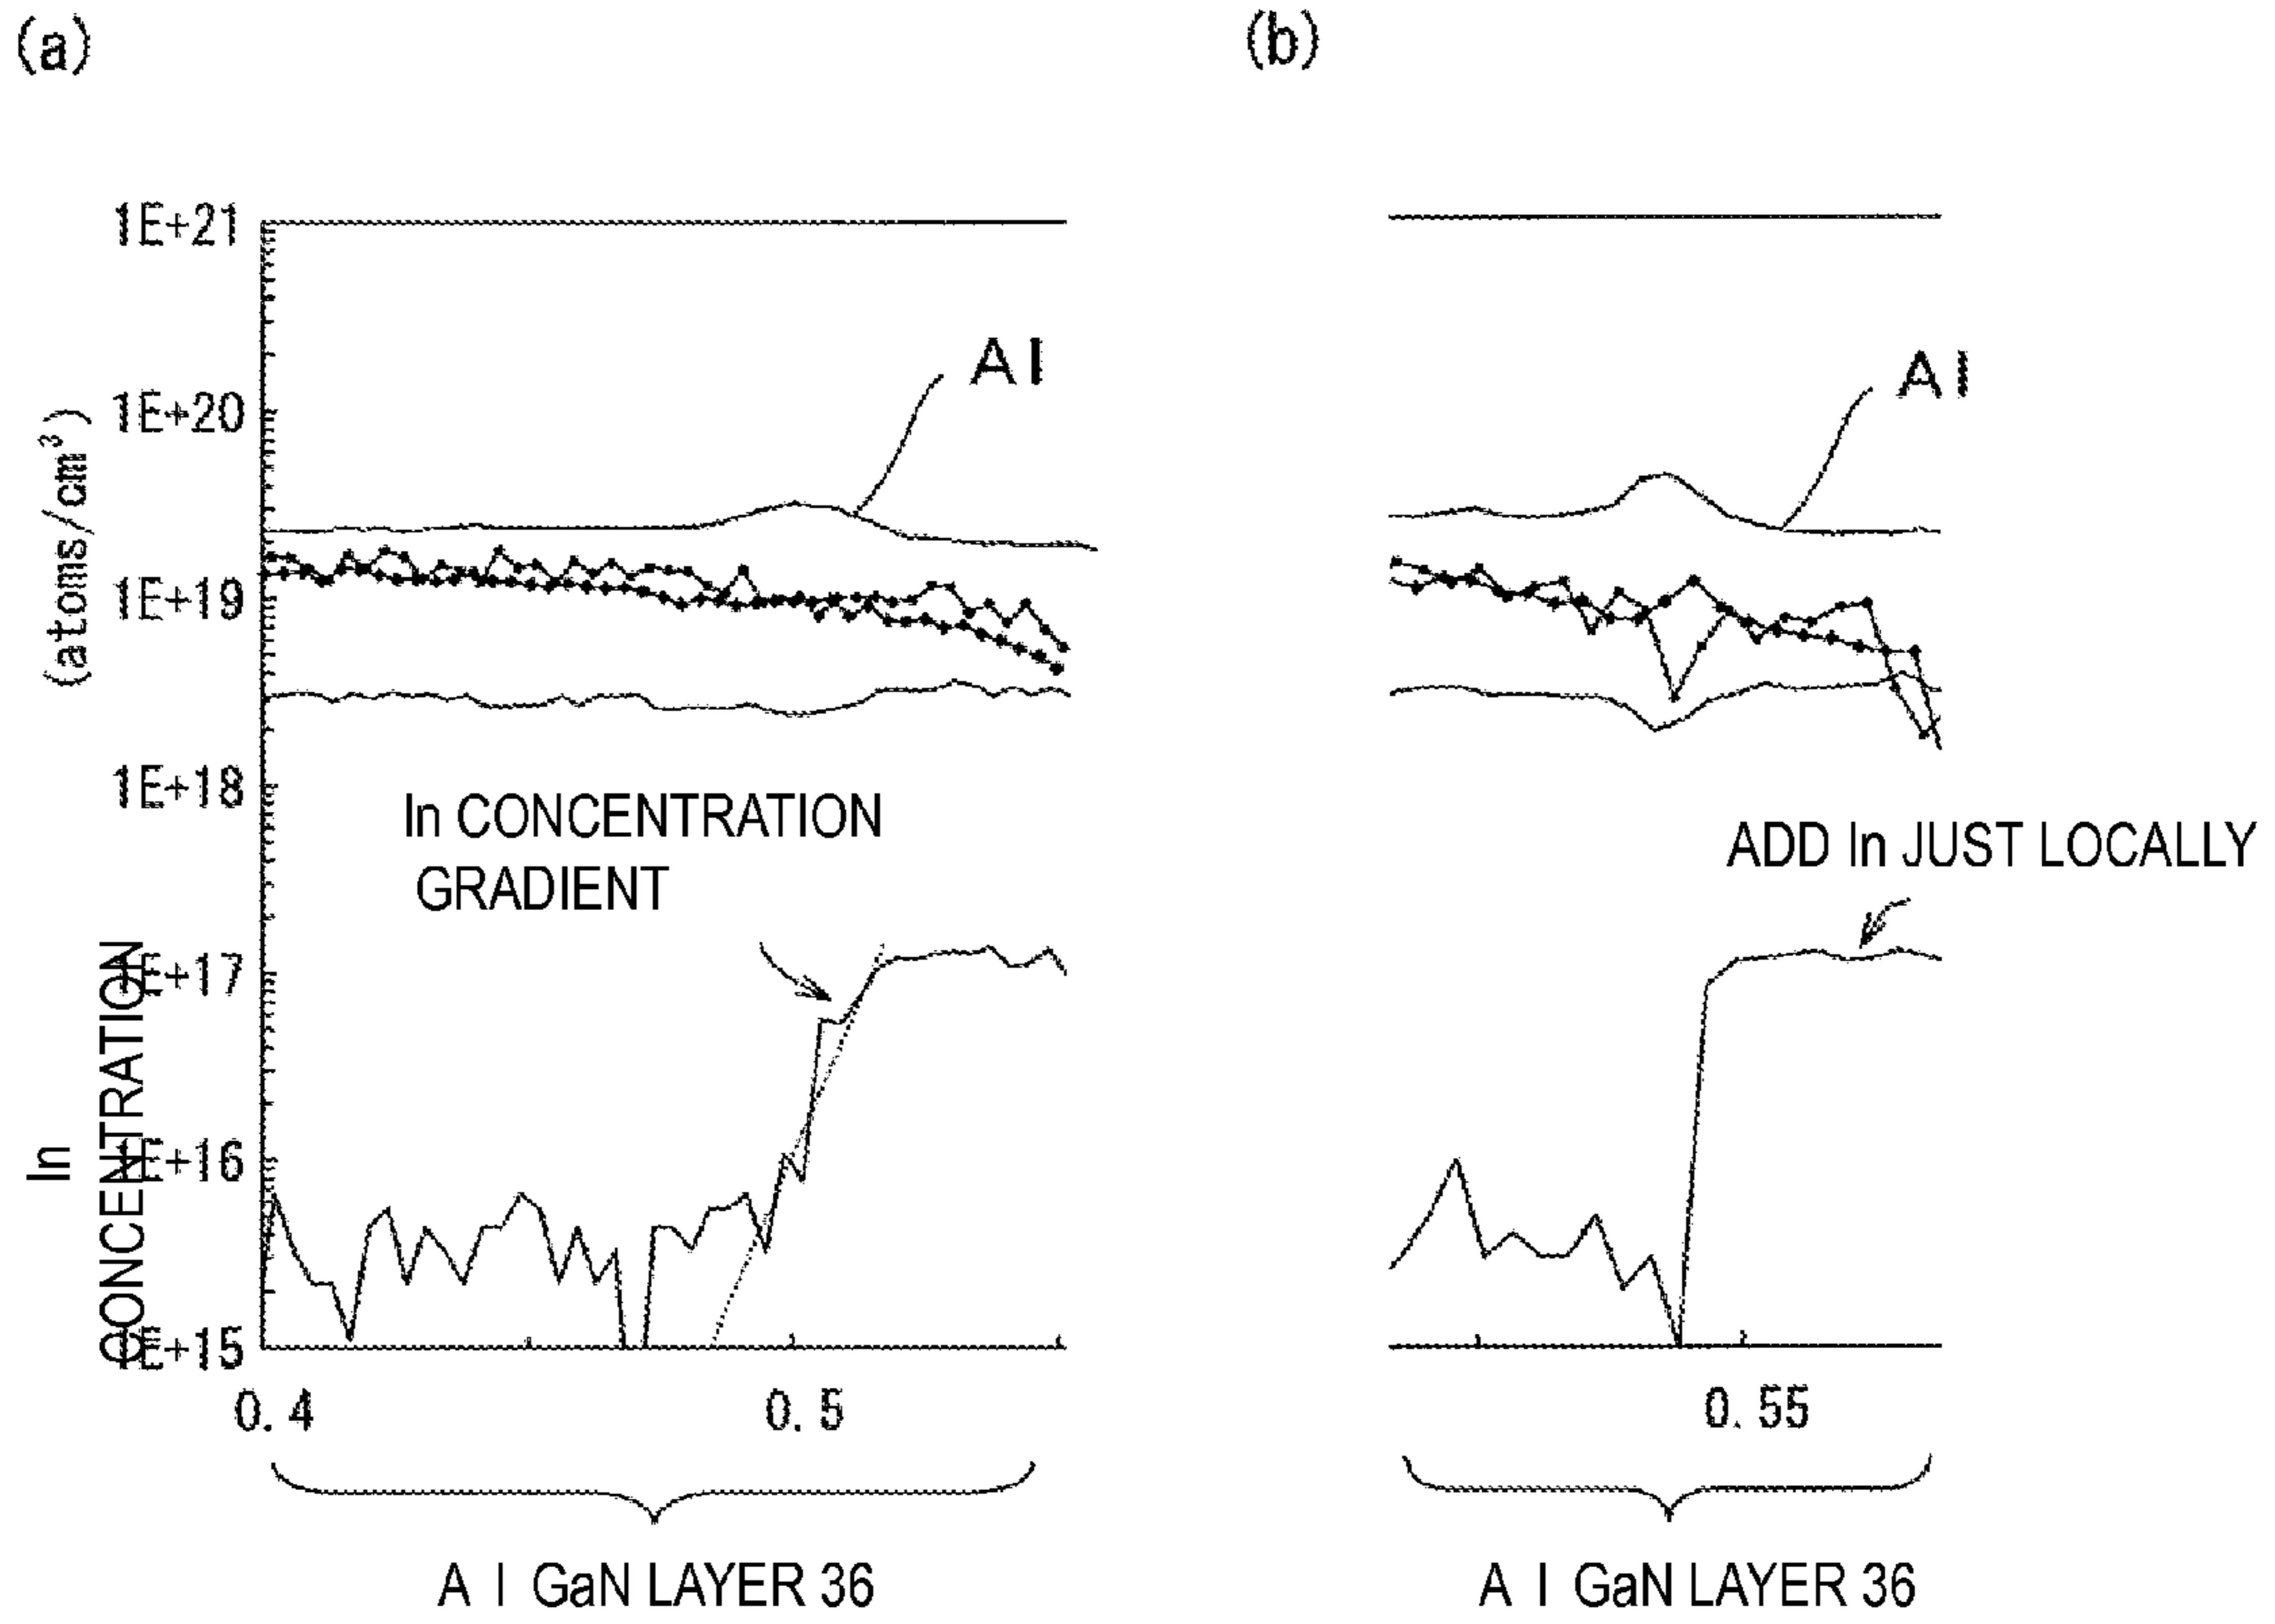 (a)
(b)
1E+21
1E+20
1E+19
1E+18
1E+17
1E+16
1E+15
(atoms/cm³)
In
CONCENTRATION
Al
Al
In CONCENTRATION
GRADIENT
ADD In JUST LOCALLY
0.4
0.5
0.55
Al GaN LAYER 36
Al GaN LAYER 36